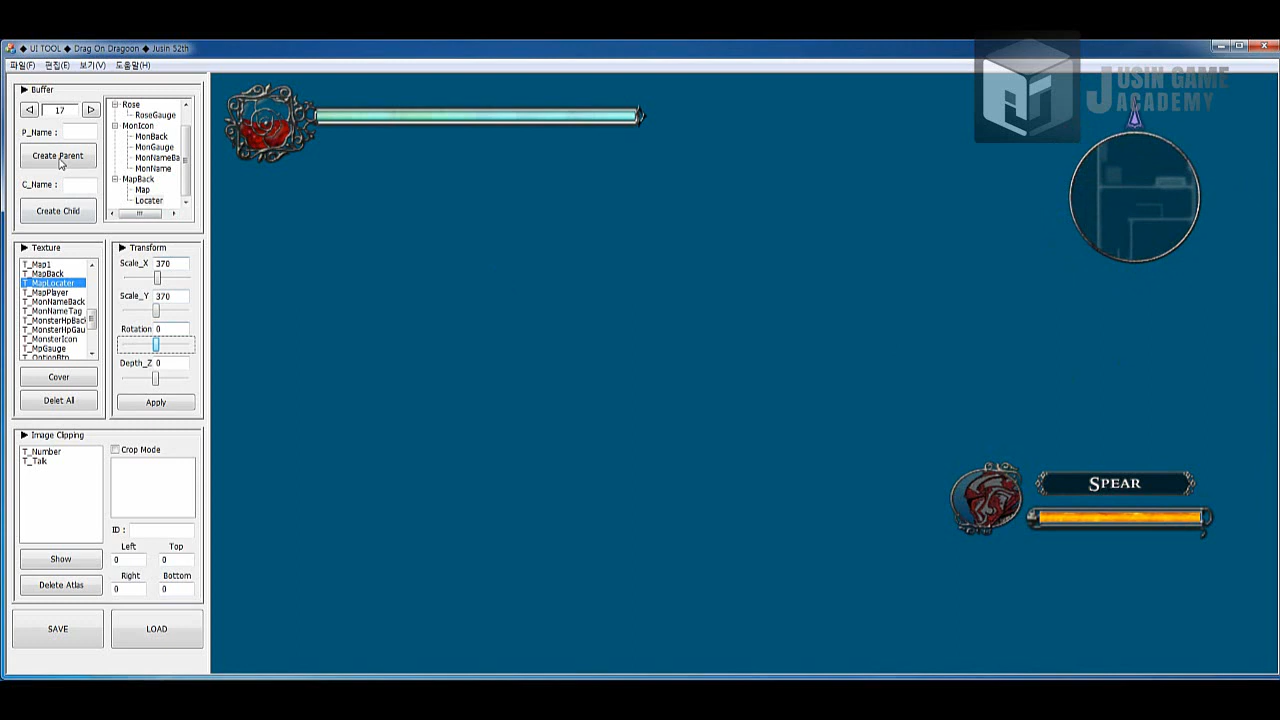 ◆ UI TOOL ◆ Drag On Dragoon ◆ Jusin 52th
파일(F) 편집(E) 보기(V) 도움말(H)
JUSIN GAME
ACADEMY
▶ Buffer
17
P_Name :
Create Parent
C_Name :
Create Child
Rose
RoseGauge
MonIcon
MonBack
MonGauge
MonNameBa
MonName
MapBack
Map
Locater
▶ Texture
T_Map1
T_MapBack
T_MapLocater
T_MapPlayer
T_MonNameBack
T_MonNameTag
T_MonsterHpBack
T_MonsterHpGau
T_MonsterIcon
T_MpGauge
T_OptionBtn
Cover
Delet All
▶ Transform
Scale_X 370
Scale_Y 370
Rotation 0
Depth_Z 0
Apply
▶ Image Clipping
T_Number
T_Talk
Show
Delete Atlas
Crop Mode
ID :
Left Top
0 0
Right Bottom
0 0
SAVE LOAD
SPEAR